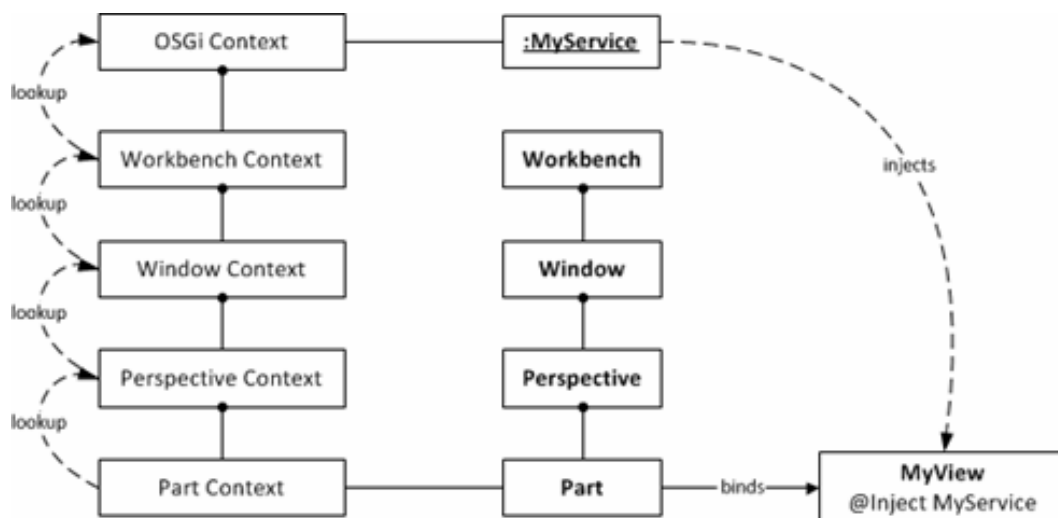 OSGi Context
:MyService
lookup
Workbench Context
Workbench
injects
lookup
Window Context
Window
lookup
Perspective Context
Perspective
lookup
Part Context
Part
binds
MyView
@Inject MyService